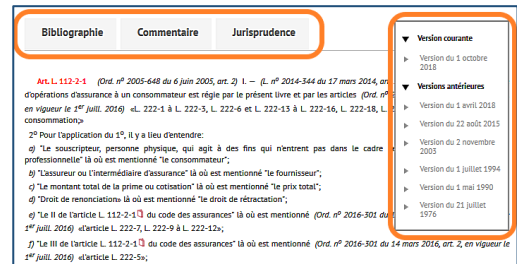 Bibliographie Commentaire Jurisprudence
Art. L. 112-2-1 (Ord. nº 2005-648 du 6 juin 2005, art. 2) I. — (L. nº 2014-344 du 17 mars 2014, art.
d'opérations d'assurance à un consommateur est régie par le présent livre et par les articles (Ord. nº
en vigueur le 1er juill. 2016) «L. 222-1 à L. 222-3, L. 222-6 et L. 222-13 à L. 222-16, L. 222-18, L.
consommation;»
2º Pour l'application du 1º, il y a lieu d'entendre:
a) "Le souscripteur, personne physique, qui agit à des fins qui n'entrent pas dans le cadre
professionnelle" là où est mentionné "le consommateur";
b) "L'assureur ou l'intermédiaire d'assurance" là où est mentionné "le fournisseur";
c) "Le montant total de la prime ou cotisation" là où est mentionné "le prix total";
d) "Droit de renonciation» là où est mentionné "le droit de rétractation";
e) "Le II de l'article L. 112-2-1 du code des assurances" là où est mentionné (Ord. nº 2016-301 du
1er juill. 2016) «l'article L. 222-7, L. 222-9 à L. 222-12»;
f) "Le III de l'article L. 112-2-1 du code des assurances" là où est mentionné (Ord. nº 2016-301 du 14 mars 2016, art. 2, en vigueur le
1er juill. 2016) «l'article L. 222-5»;
Version courante
Version du 1 octobre
2018
Versions antérieures
Version du 1 avril 2018
Version du 22 août 2015
Version du 2 novembre
2003
Version du 1 juillet 1994
Version du 1 mai 1990
Version du 21 juillet
1976